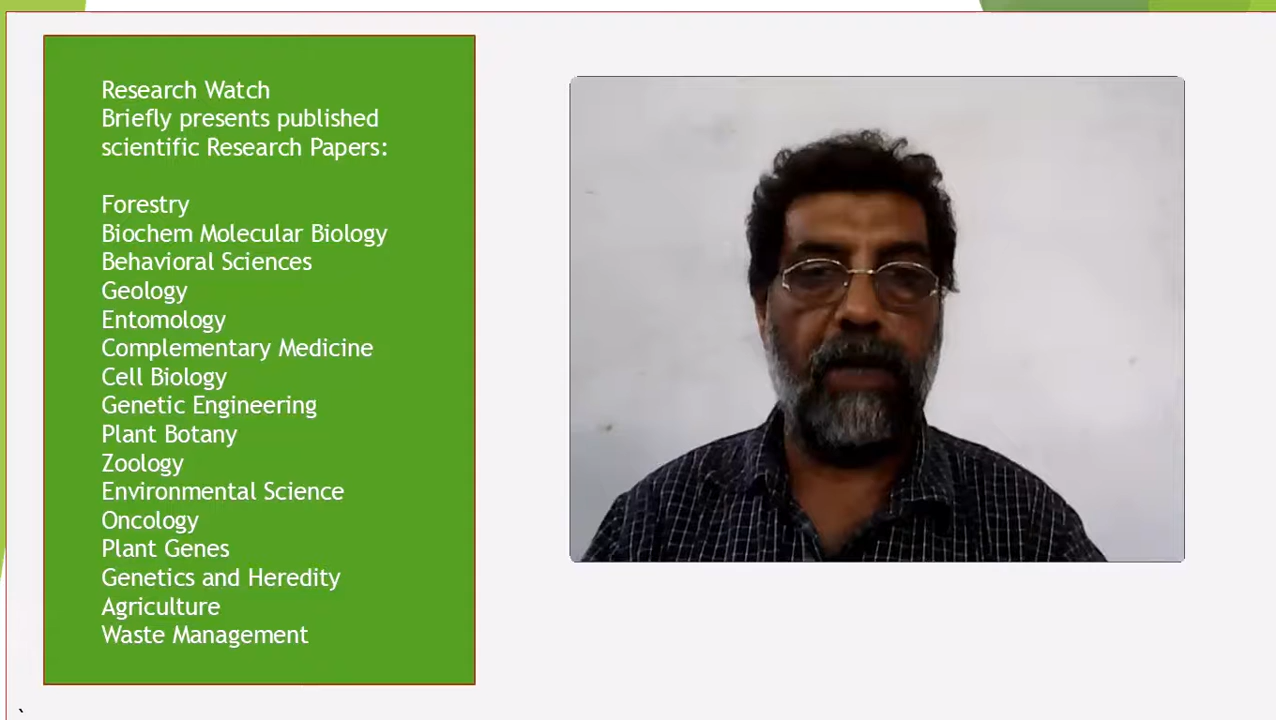 Research Watch
Briefly presents published
scientific Research Papers:
Forestry
Biochem Molecular Biology
Behavioral Sciences
Geology
Entomology
Complementary Medicine
Cell Biology
Genetic Engineering
Plant Botany
Zoology
Environmental Science
Oncology
Plant Genes
Genetics and Heredity
Agriculture
Waste Management
`